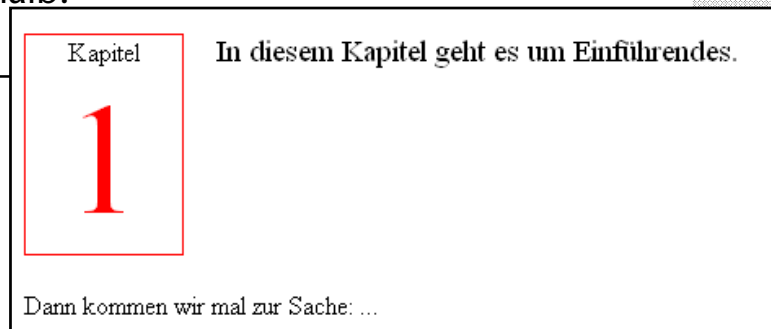 Kapitel
1
In diesem Kapitel geht es um Einführendes.
Dann kommen wir mal zur Sache: ...